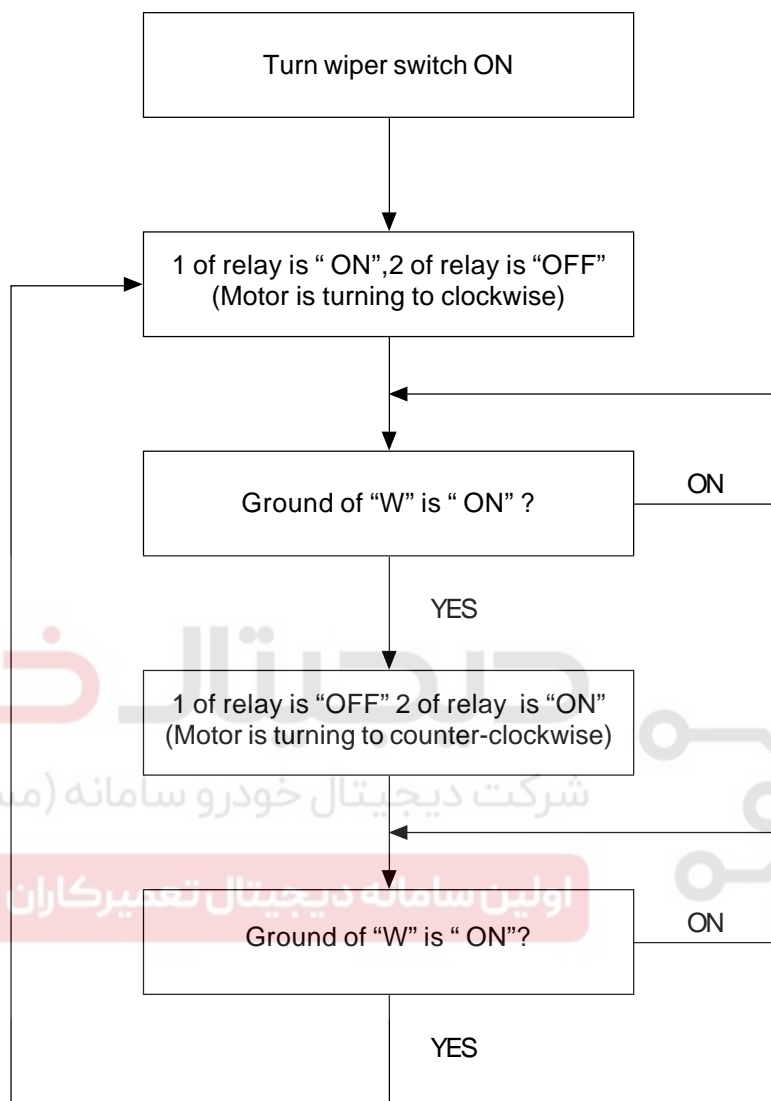 Turn wiper switch ON
1 of relay is “ ON”,2 of relay is “OFF”
(Motor is turning to clockwise)
Ground of “W” is “ ON” ?
ON
YES
دیجیتال خ
1 of relay is “OFF” 2 of relay is “ON”
(Motor is turning to counter-clockwise)
شرکت دیجیتال خودرو سامانه (مس
اولین سامانه دیجیتال تعمیرکاران
Ground of “W” is “ ON”?
ON
YES